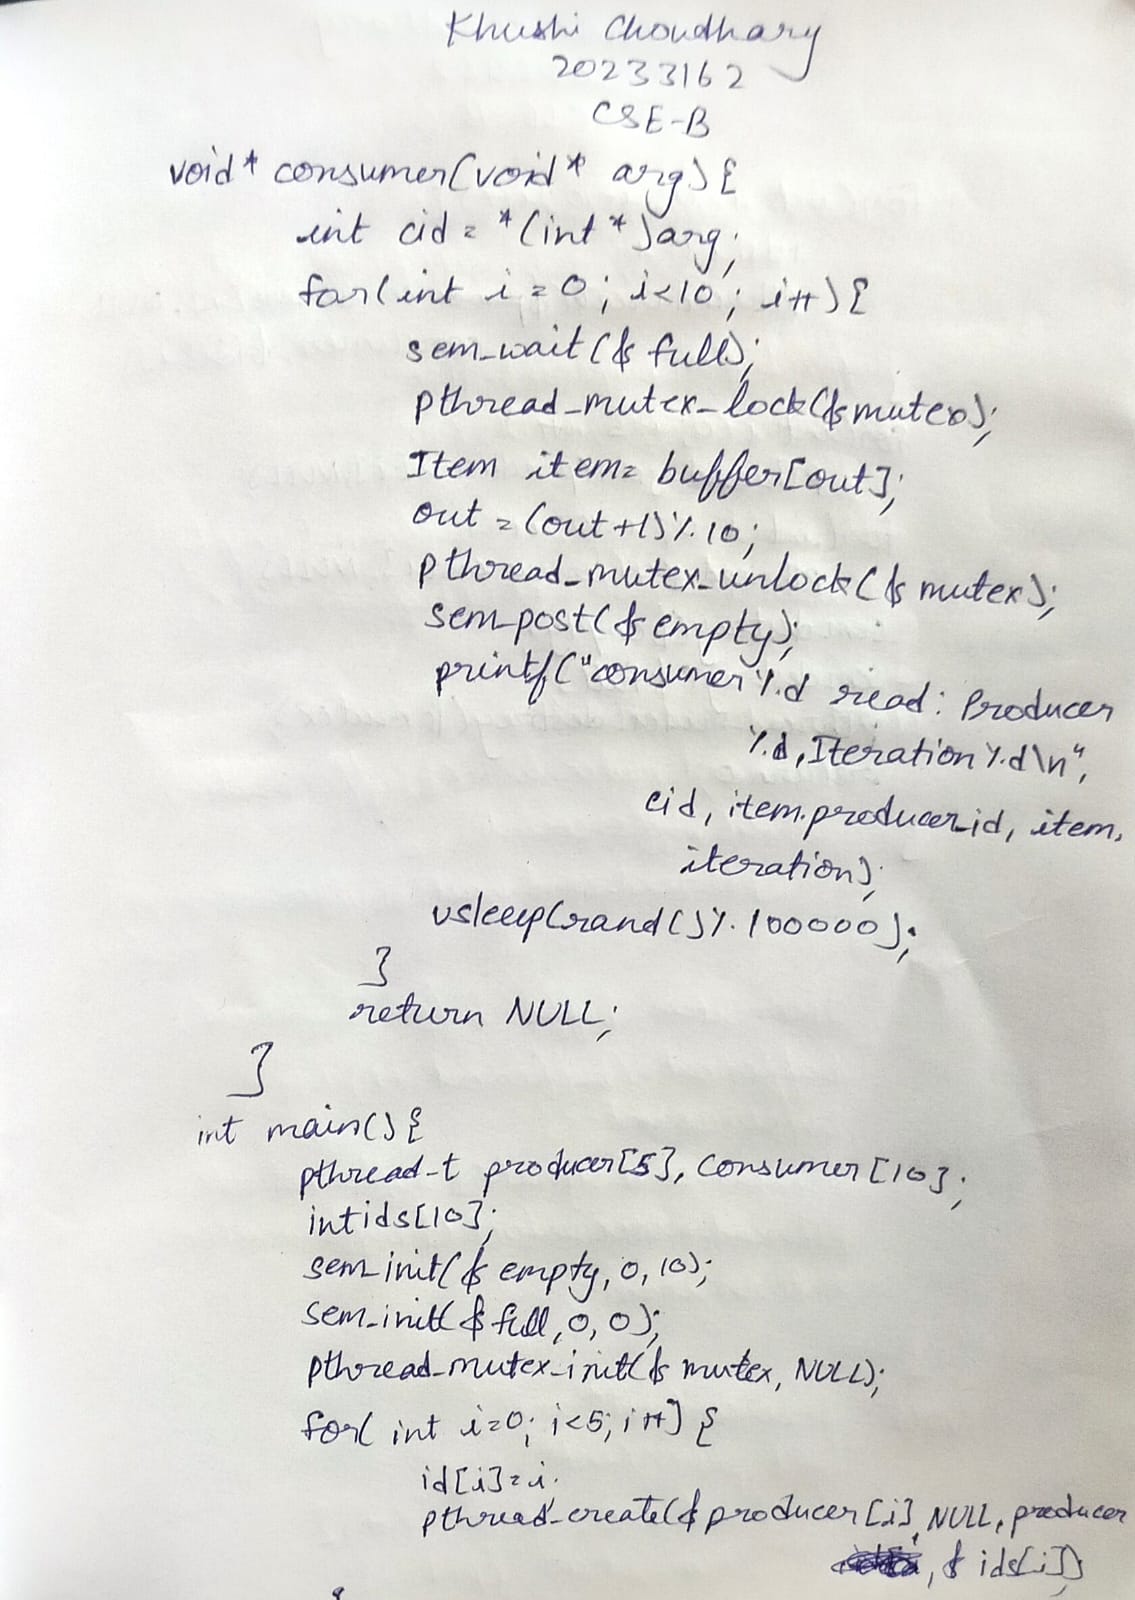 Khushi Choudhary
20233162
CSE-B
void* consumer(void* arg){
int cid = *(int*)arg;
for(int i=0; i<10; i++){
sem_wait(&full);
pthread_mutex_lock(&mutex);
Item item= buffer[out];
out = (out+1)%10;
pthread_mutex_unlock(&mutex);
sem_post(&empty);
printf("consumer %d read: Producer
%d, Iteration %d\n",
cid, item.producer_id, item.
iteration);
usleep(rand()%100000);
}
return NULL;
}
int main(){
pthread_t producer[5], consumer[10];
int ids[10];
sem_init(&empty,0,10);
sem_init(&full,0,0);
pthread_mutex_init(&mutex, NULL);
for( int i=0; i<5; i++) {
id[i]=i;
pthread_create(&producer[i], NULL, producer
, & ids[i]);